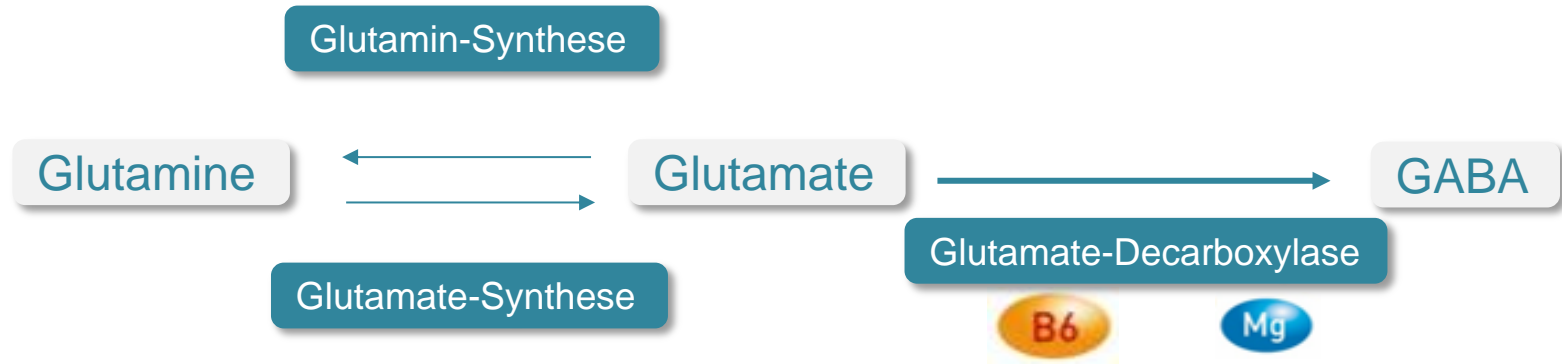 Glutamin-Synthese
Glutamine
Glutamate
GABA
Glutamate-Decarboxylase
Glutamate-Synthese
B6
Mg